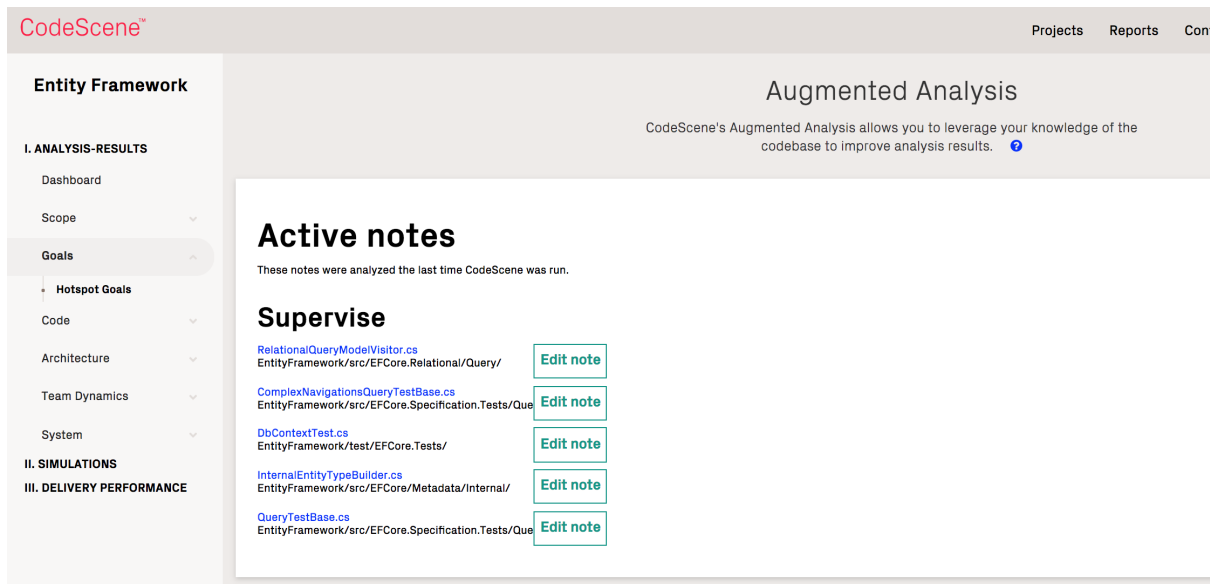 CodeScene™
Projects Reports
Entity Framework
I. ANALYSIS-RESULTS
Dashboard
Scope
Goals
Hotspot Goals
Code
Architecture
Team Dynamics
System
II. SIMULATIONS
III. DELIVERY PERFORMANCE
Augmented Analysis
CodeScene's Augmented Analysis allows you to leverage your knowledge of the
codebase to improve analysis results. ?
Active notes
These notes were analyzed the last time CodeScene was run.
Supervise
RelationalQueryModelVisitor.cs
EntityFramework/src/EFCore.Relational/Query/
Edit note
ComplexNavigationsQueryTestBase.cs
EntityFramework/src/EFCore.Specification.Tests/Que
Edit note
DbContextTest.cs
EntityFramework/test/EFCore.Tests/
Edit note
InternalEntityTypeBuilder.cs
EntityFramework/src/EFCore/Metadata/Internal/
Edit note
QueryTestBase.cs
EntityFramework/src/EFCore.Specification.Tests/Que
Edit note